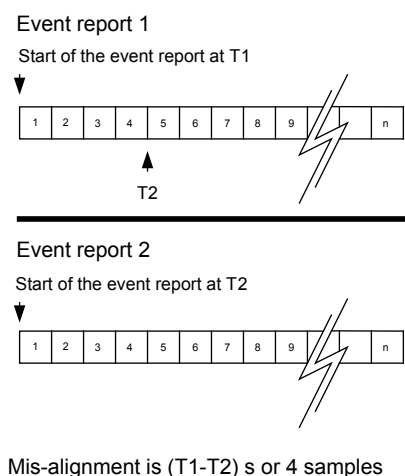 Event report 1
Start of the event report at T1
1 2 3 4 5 6 7 8 9 n
T2
Event report 2
Start of the event report at T2
1 2 3 4 5 6 7 8 9 n
Mis-alignment is (T1-T2) s or 4 samples